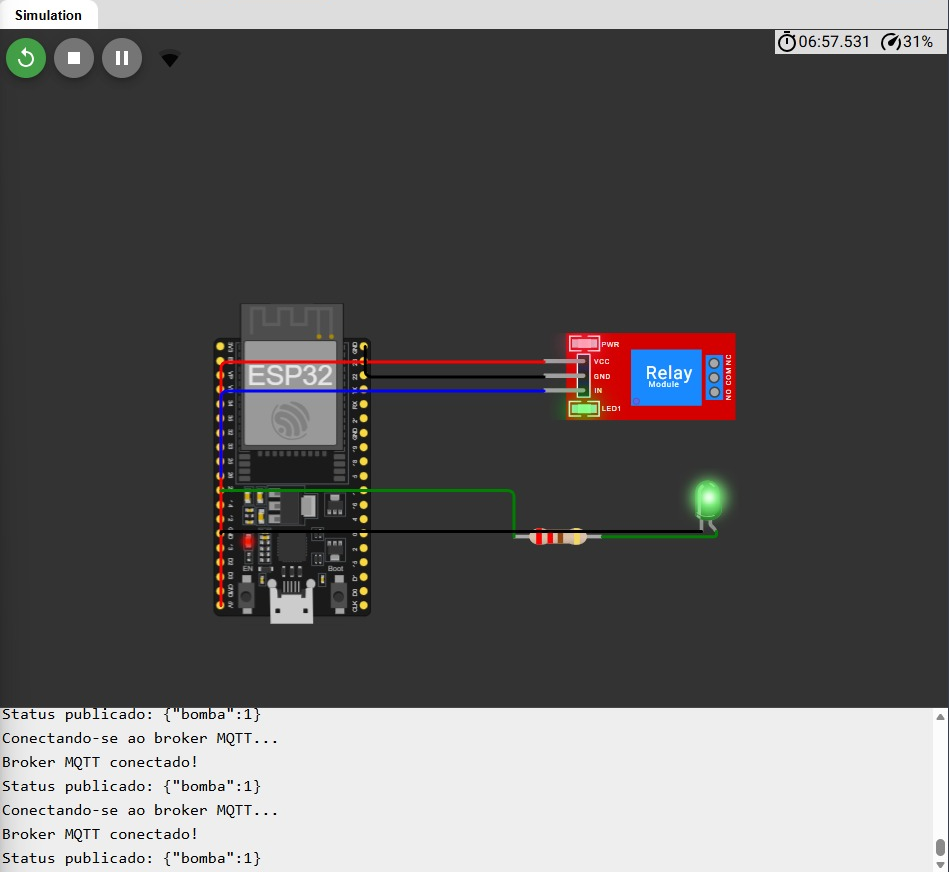 Simulation
06:57.531 31%
ESP32
EN
Boot
PWR
VCC
GND
IN
LED1
Relay
Module
NO COM NC
Status publicado: {"bomba":1}
Conectando-se ao broker MQTT...
Broker MQTT conectado!
Status publicado: {"bomba":1}
Conectando-se ao broker MQTT...
Broker MQTT conectado!
Status publicado: {"bomba":1}